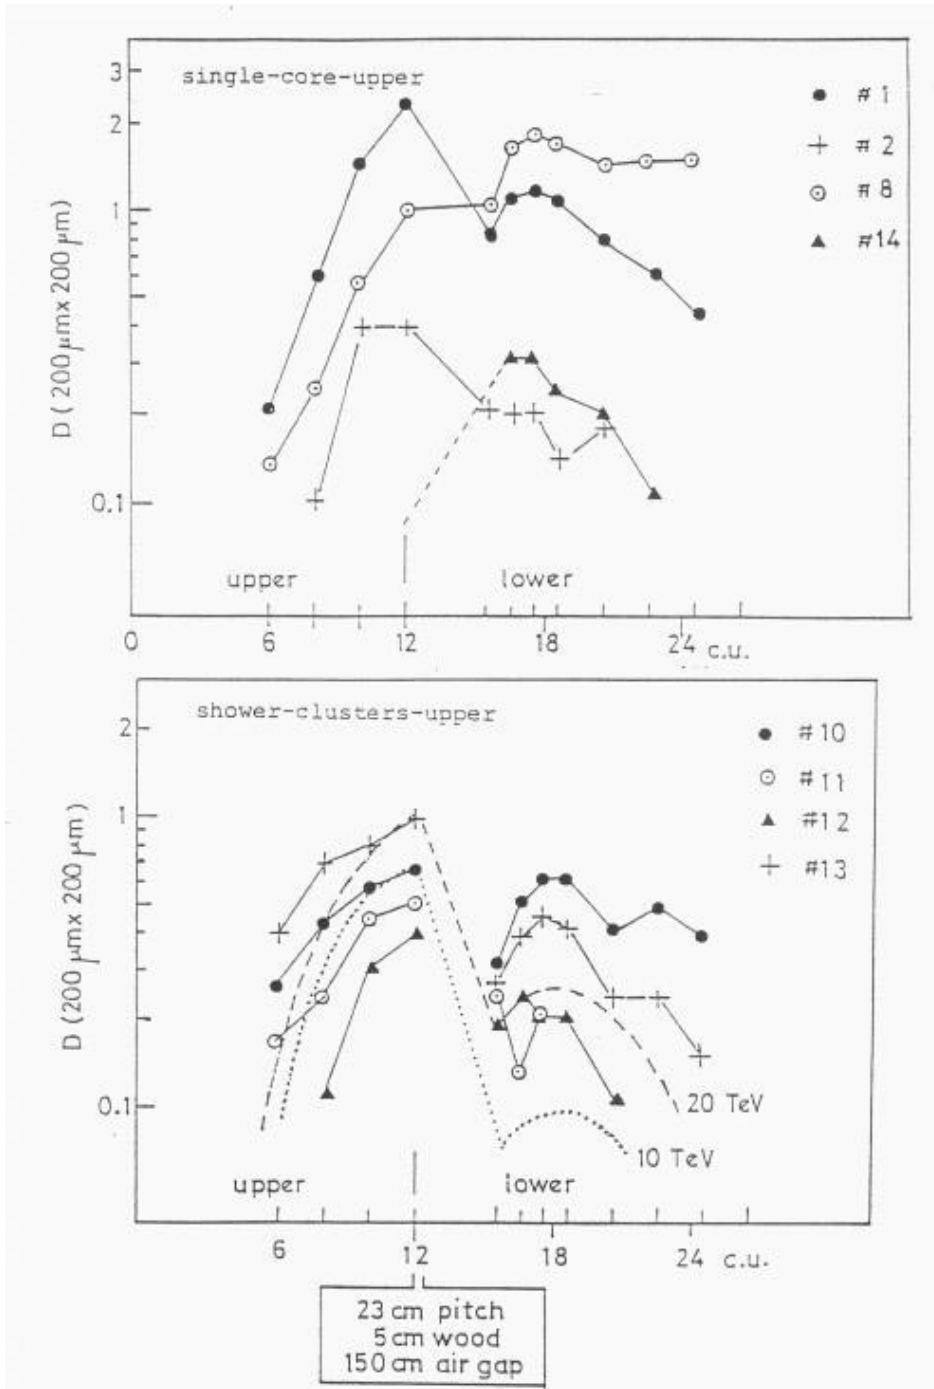 single-core-upper
3
2
1
0.1
D (200 μm x 200 μm)
# 1
# 2
# 8
#14
upper
lower
0
6
12
18
24
c.u.
shower-clusters-upper
2
1
0.1
D (200 μm x 200 μm)
#10
#11
#12
#13
20 TeV
10 TeV
upper
lower
6
12
18
24
c.u.
23 cm pitch
5 cm wood
150 cm air gap